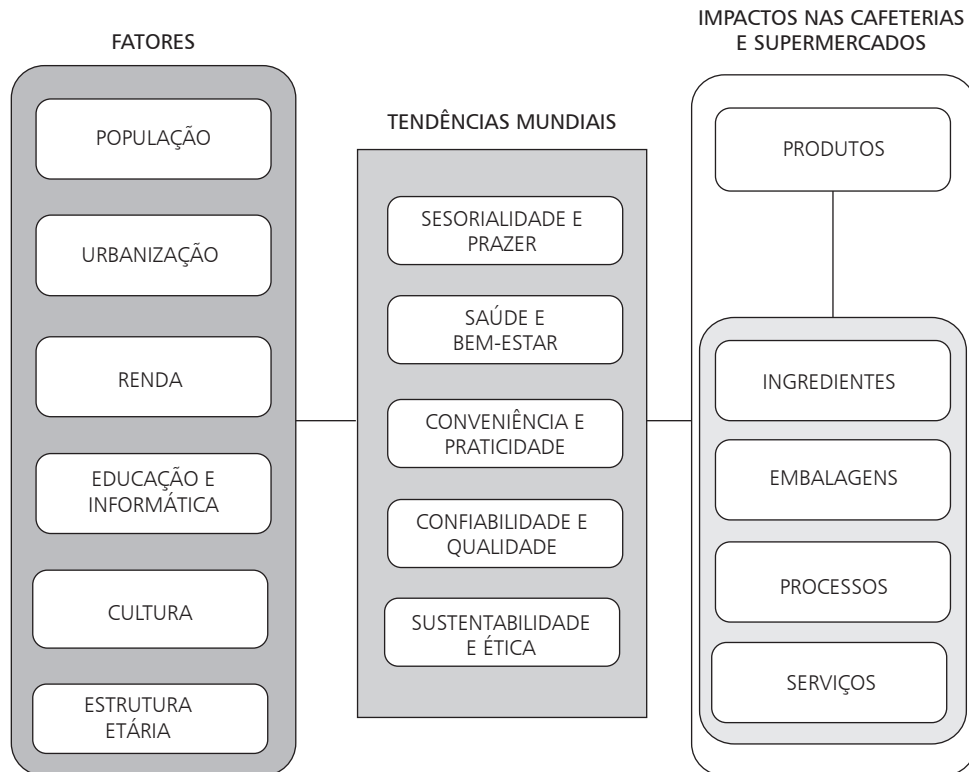 FATORES
POPULAÇÃO
URBANIZAÇÃO
RENDA
EDUCAÇÃO E
INFORMÁTICA
CULTURA
ESTRUTURA
ETÁRIA
TENDÊNCIAS MUNDIAIS
SESORIALIDADE E
PRAZER
SAÚDE E
BEM-ESTAR
CONVENIÊNCIA E
PRATICIDADE
CONFIABILIDADE E
QUALIDADE
SUSTENTABILIDADE
E ÉTICA
IMPACTOS NAS CAFETERIAS
E SUPERMERCADOS
PRODUTOS
INGREDIENTES
EMBALAGENS
PROCESSOS
SERVIÇOS